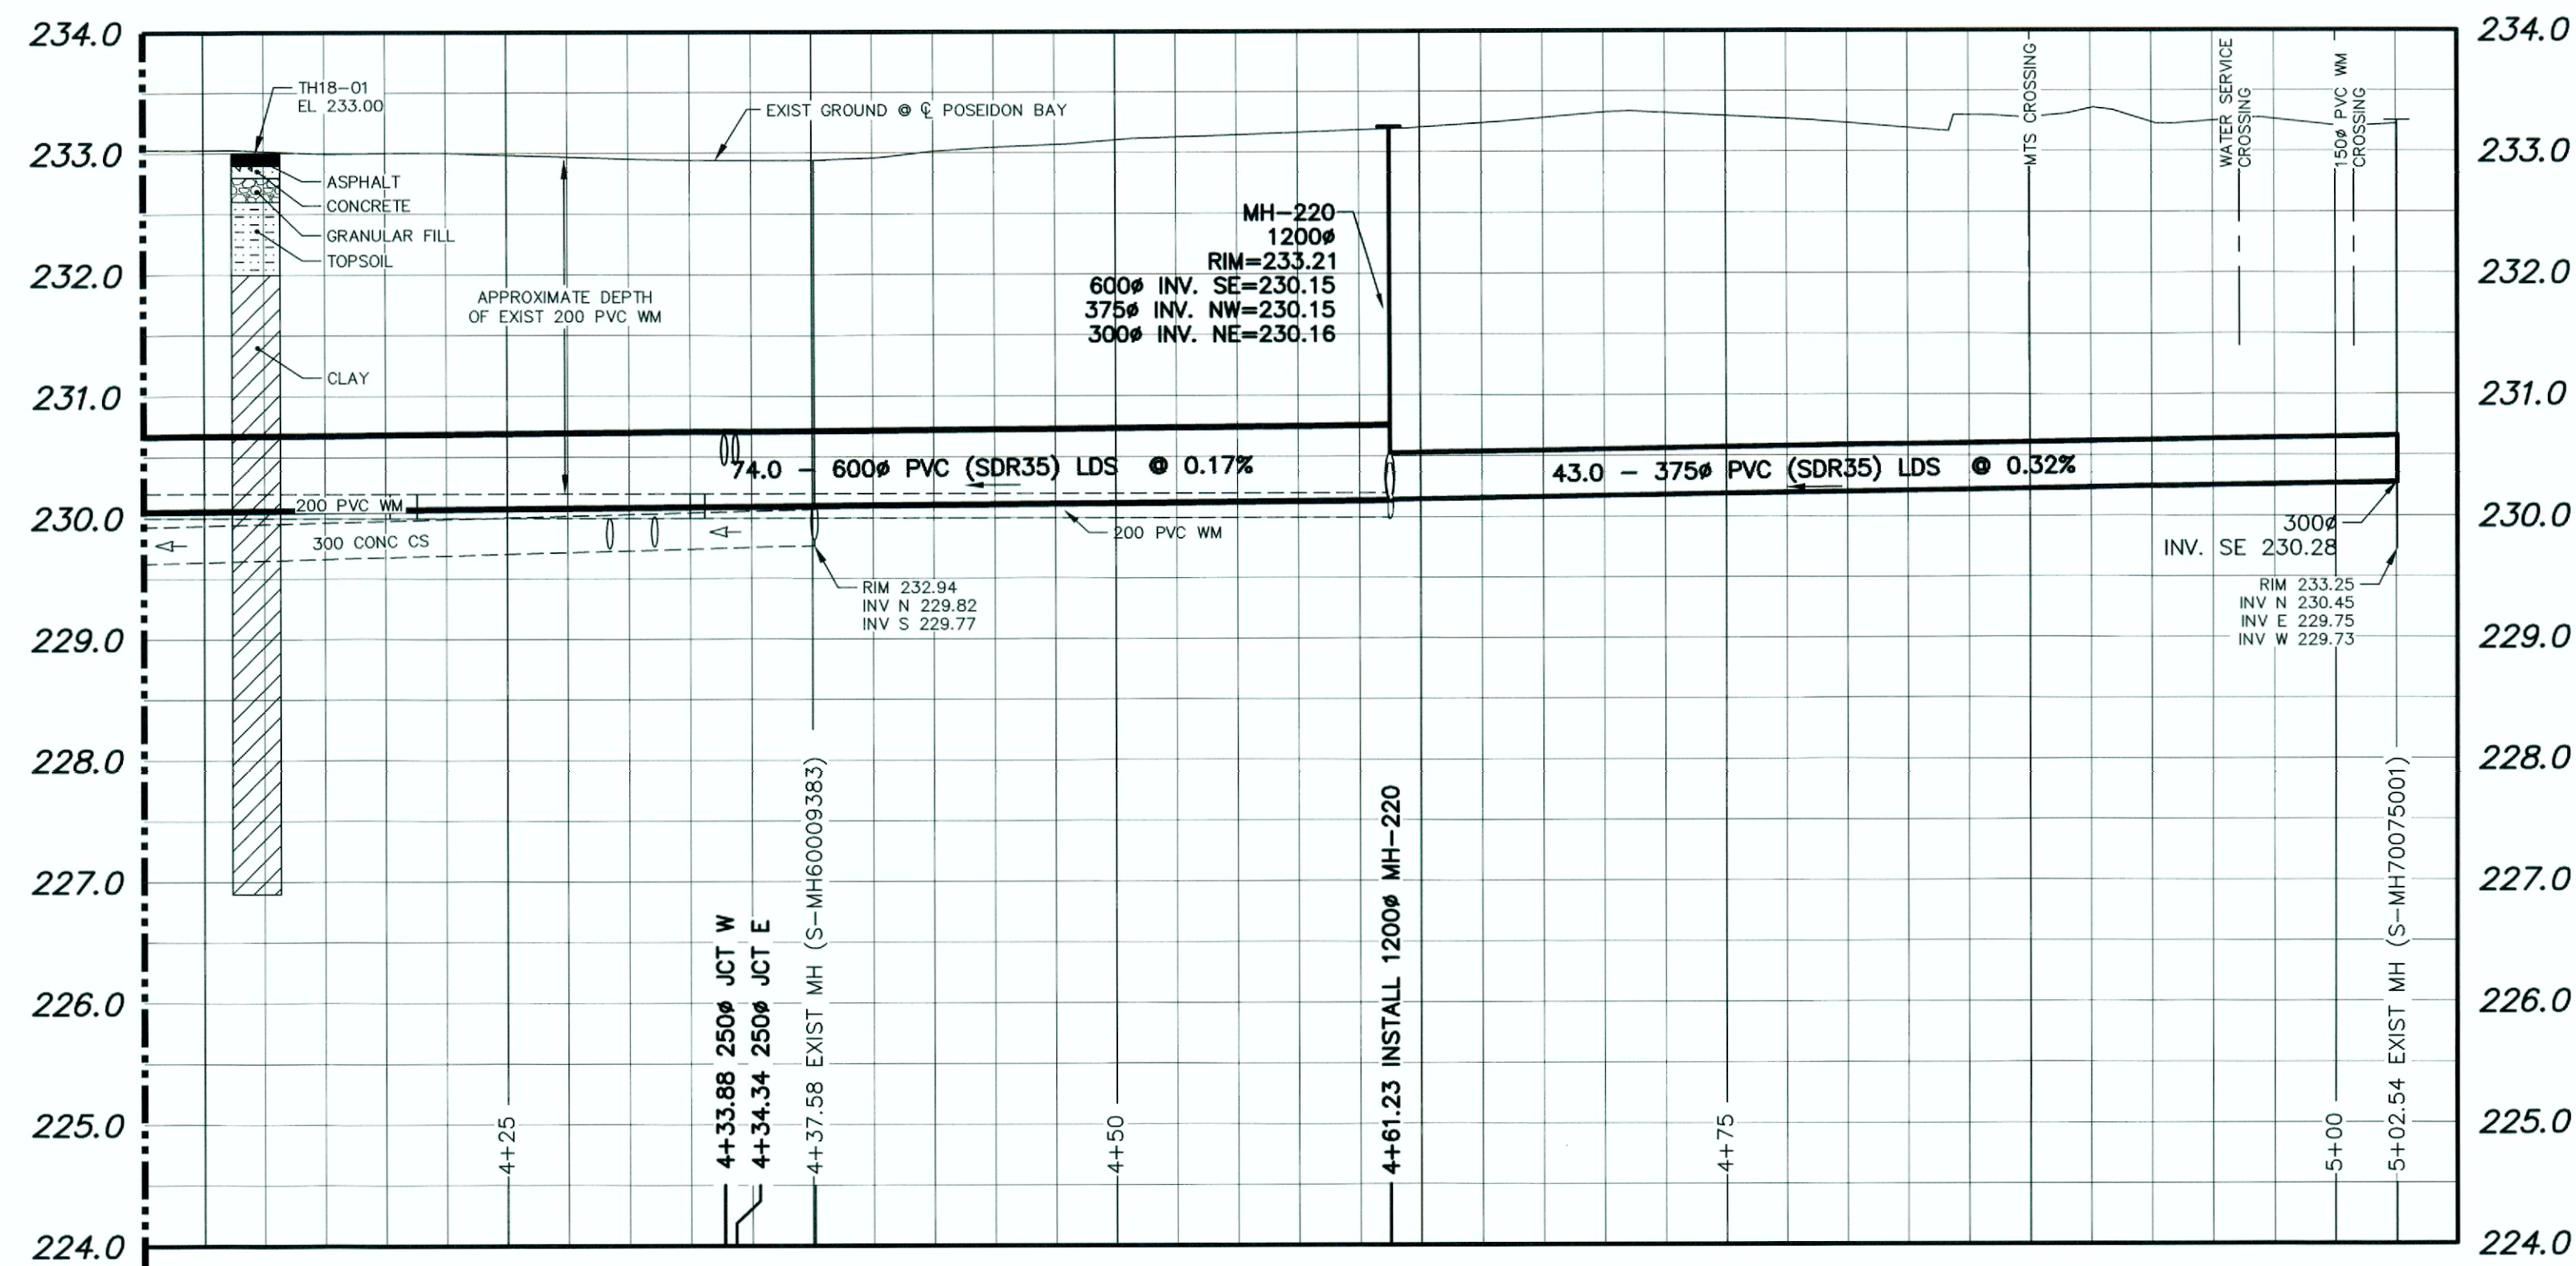 234.0
233.0
232.0
231.0
230.0
229.0
228.0
227.0
226.0
225.0
224.0
TH18-01
EL 233.00
ASPHALT
CONCRETE
GRANULAR FILL
TOPSOIL
CLAY
EXIST GROUND @ ℄ POSEIDON BAY
APPROXIMATE DEPTH
OF EXIST 200 PVC WM
MH-220
1200ø
RIM=233.21
600ø INV. SE=230.15
375ø INV. NW=230.15
300ø INV. NE=230.16
74.0 - 600ø PVC (SDR35) LDS @ 0.17%
43.0 - 375ø PVC (SDR35) LDS @ 0.32%
200 PVC WM
300 CONC CS
200 PVC WM
RIM 232.94
INV N 229.82
INV S 229.77
300ø
INV. SE 230.28
RIM 233.25
INV N 230.45
INV E 229.75
INV W 229.73
MTS CROSSING
WATER SERVICE
CROSSING
150ø PVC WM
CROSSING
4+25
4+33.88 250ø JCT W
4+34.34 250ø JCT E
4+37.58 EXIST MH (S-MH60009383)
4+50
4+61.23 INSTALL 1200ø MH-220
4+75
5+00
5+02.54 EXIST MH (S-MH70075001)
234.0
233.0
232.0
231.0
230.0
229.0
228.0
227.0
226.0
225.0
224.0